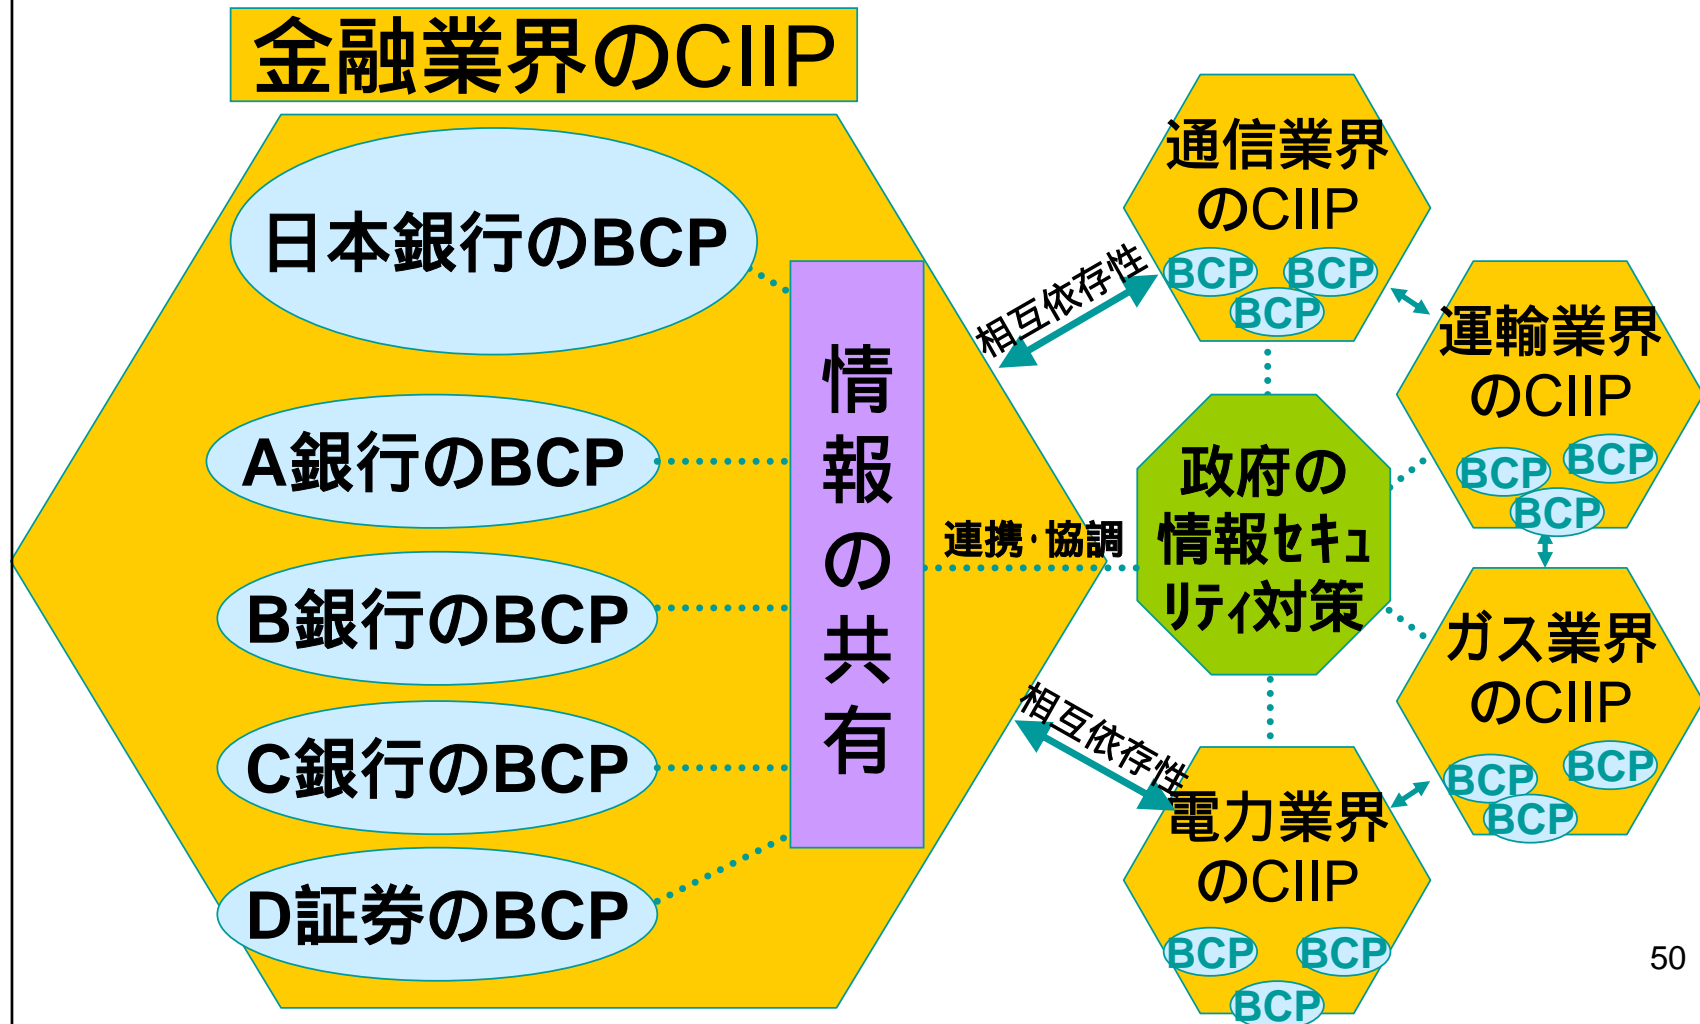 金融業界のCIIP
日本銀行のBCP
A銀行のBCP
B銀行のBCP
C銀行のBCP
D証券のBCP
情報の共有
相互依存性
連携・協調
相互依存性
通信業界
のCIIP
BCP
BCP
BCP
運輸業界
のCIIP
BCP
BCP
BCP
政府の
情報セキュ
リティ対策
ガス業界
のCIIP
BCP
BCP
BCP
電力業界
のCIIP
BCP
BCP
BCP
50